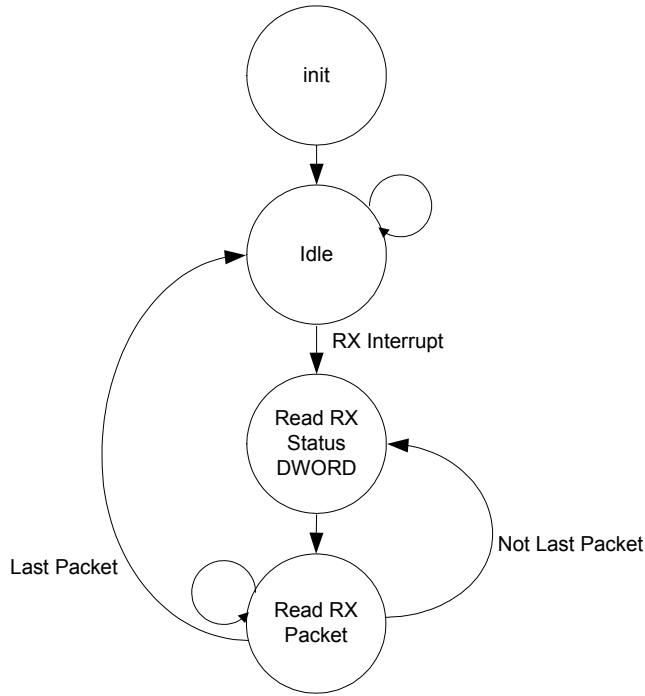 init
Idle
RX Interrupt
Read RX
Status
DWORD
Not Last Packet
Last Packet
Read RX
Packet